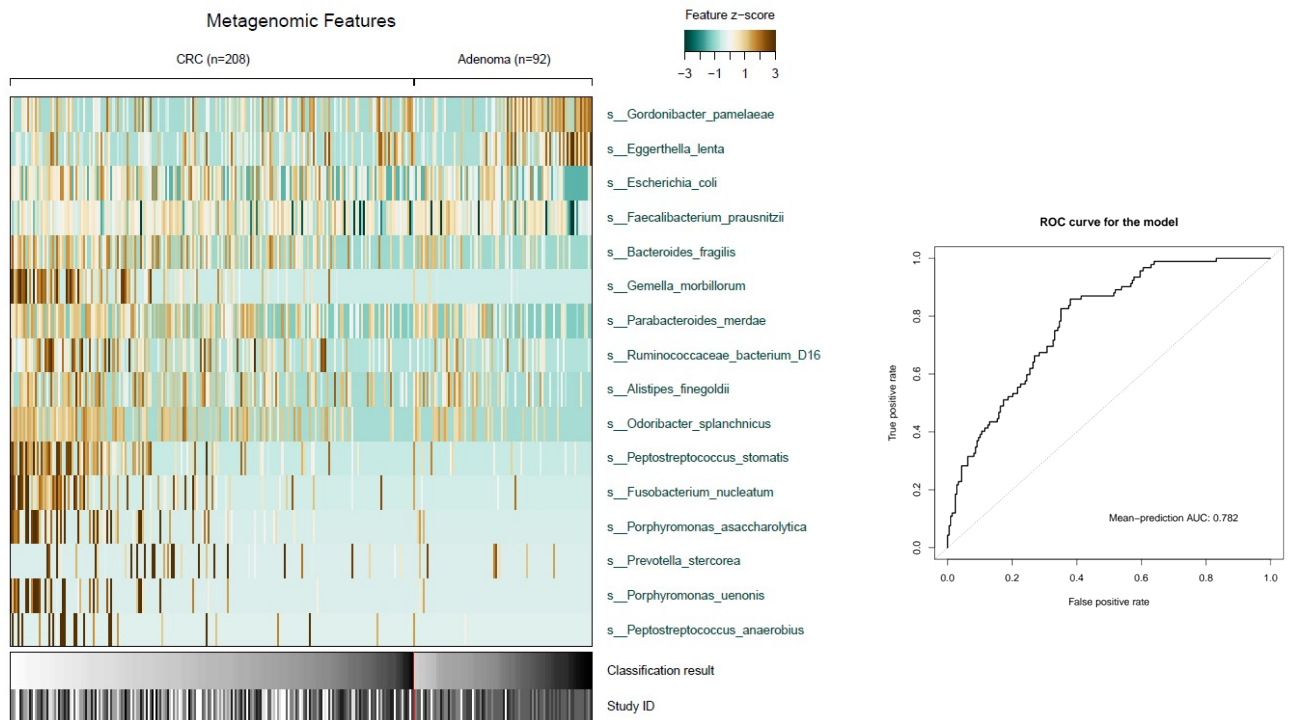 Metagenomic Features
CRC (n=208)
Adenoma (n=92)
Feature z−score
−3 −1 1 3
s__Gordonibacter_pamelaeae
s__Eggerthella_lenta
s__Escherichia_coli
s__Faecalibacterium_prausnitzii
s__Bacteroides_fragilis
s__Gemella_morbillorum
s__Parabacteroides_merdae
s__Ruminococcaceae_bacterium_D16
s__Alistipes_finegoldii
s__Odoribacter_splanchnicus
s__Peptostreptococcus_stomatis
s__Fusobacterium_nucleatum
s__Porphyromonas_asaccharolytica
s__Prevotella_stercorea
s__Porphyromonas_uenonis
s__Peptostreptococcus_anaerobius
Classification result
Study ID
ROC curve for the model
True positive rate
1.0
0.8
0.6
0.4
0.2
0.0
Mean−prediction AUC: 0.782
0.0 0.2 0.4 0.6 0.8 1.0
False positive rate